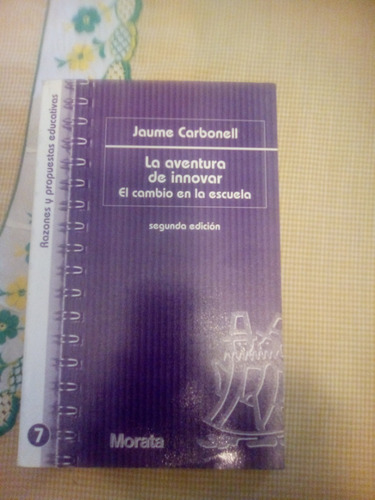 Razones y propuestas educativas
Jaume Carbonell
La aventura
de innovar
El cambio en la escuela
segunda edición
7
Morata